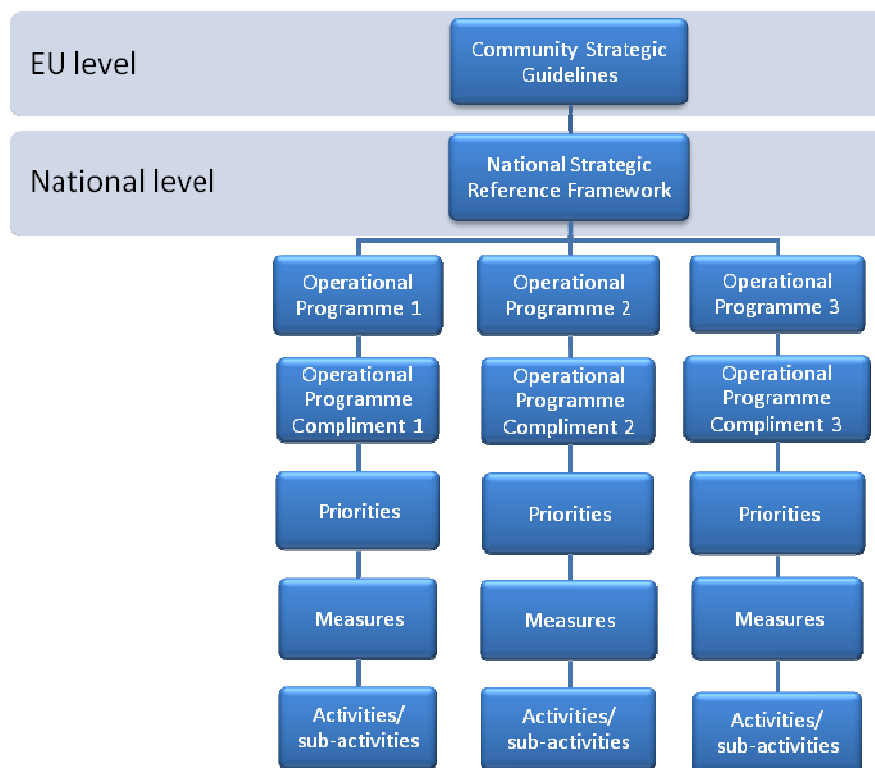 EU level
Community Strategic
Guidelines
National level
National Strategic
Reference Framework
Operational
Programme 1
Operational
Programme 2
Operational
Programme 3
Operational
Programme
Compliment 1
Operational
Programme
Compliment 2
Operational
Programme
Compliment 3
Priorities
Priorities
Priorities
Measures
Measures
Measures
Activities/
sub-activities
Activities/
sub-activities
Activities/
sub-activities